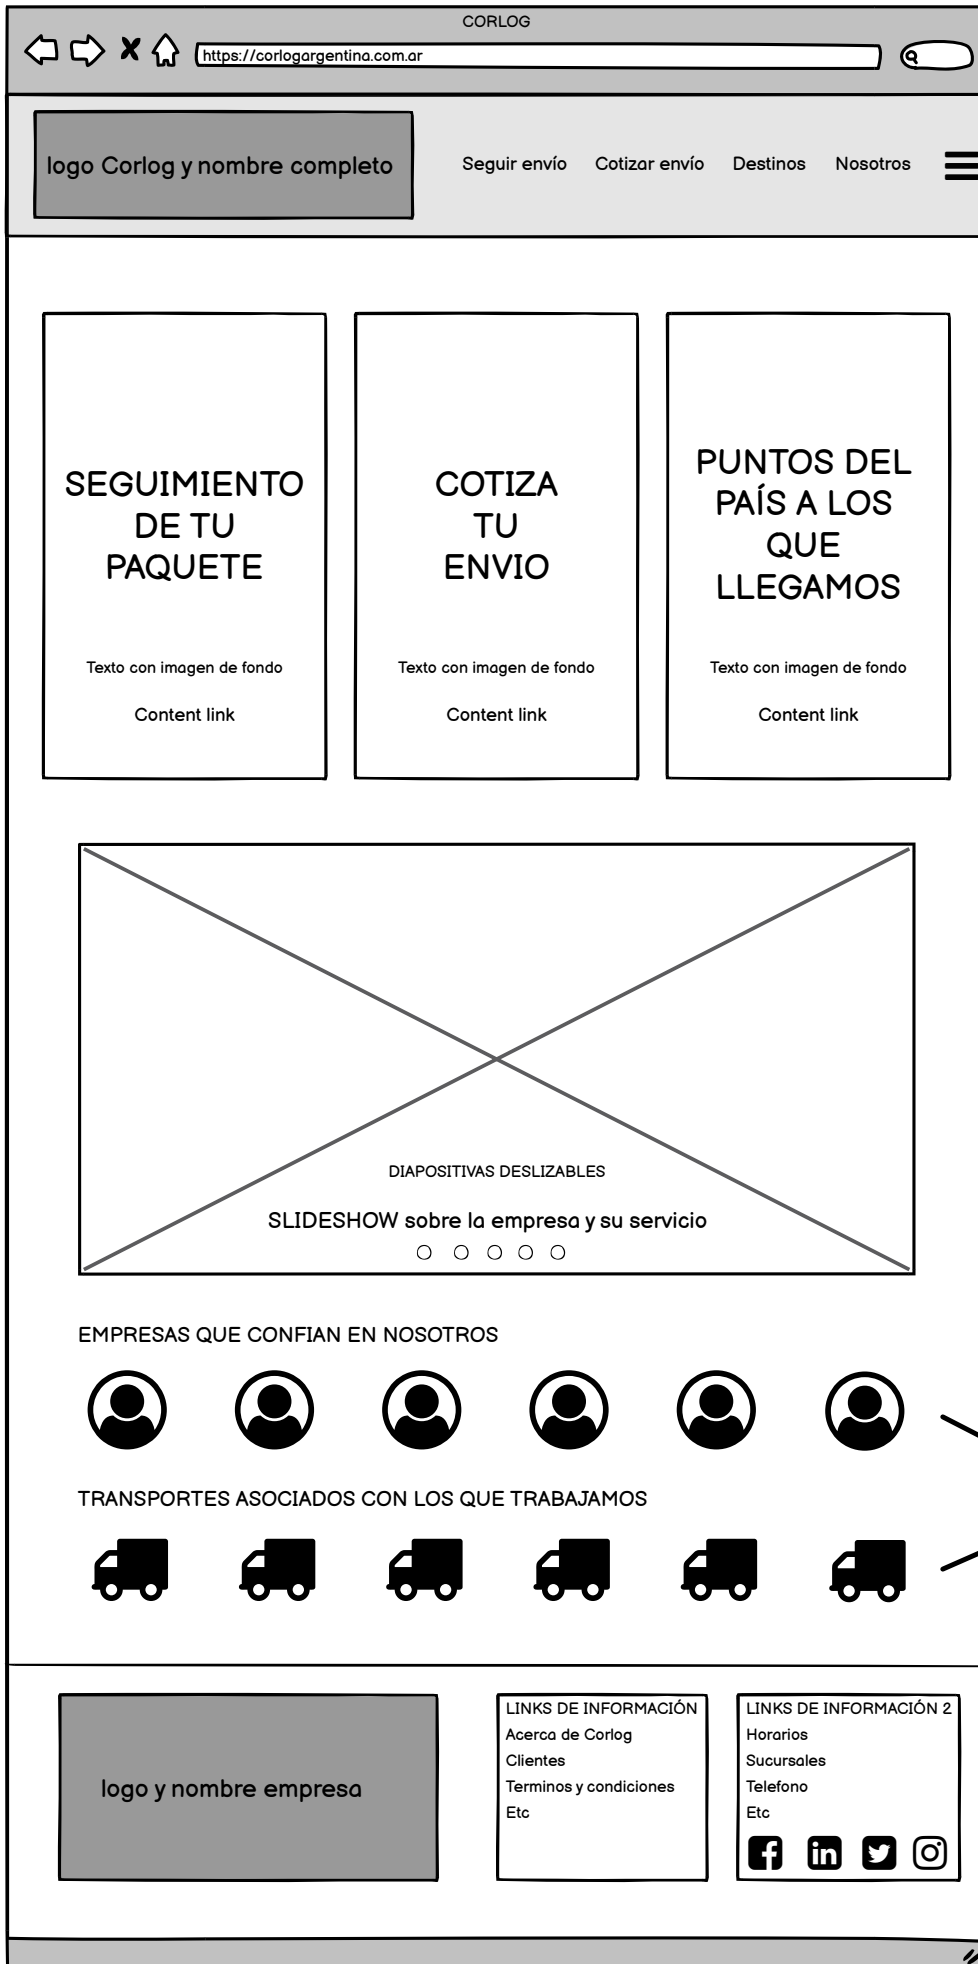 CORLOG
https://corlogargentina.com.ar
logo Corlog y nombre completo
Seguir envío
Cotizar envío
Destinos
Nosotros
SEGUIMIENTO
DE TU
PAQUETE
Texto con imagen de fondo
Content link
COTIZA
TU
ENVIO
Texto con imagen de fondo
Content link
PUNTOS DEL
PAÍS A LOS
QUE
LLEGAMOS
Texto con imagen de fondo
Content link
DIAPOSITIVAS DESLIZABLES
SLIDESHOW sobre la empresa y su servicio
EMPRESAS QUE CONFIAN EN NOSOTROS
TRANSPORTES ASOCIADOS CON LOS QUE TRABAJAMOS
logo y nombre empresa
LINKS DE INFORMACIÓN
Acerca de Corlog
Clientes
Terminos y condiciones
Etc
LINKS DE INFORMACIÓN 2
Horarios
Sucursales
Telefono
Etc